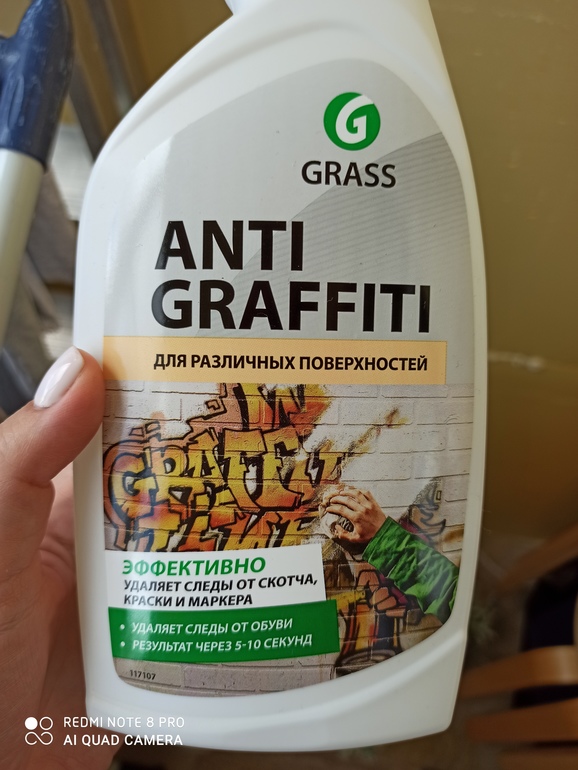 GRASS
ANTI
GRAFFITI
ДЛЯ РАЗЛИЧНЫХ ПОВЕРХНОСТЕЙ
GRAFFIT
ЭФФЕКТИВНО
УДАЛЯЕТ СЛЕДЫ ОТ СКОТЧА,
КРАСКИ И МАРКЕРА
• УДАЛЯЕТ СЛЕДЫ ОТ ОБУВИ
• РЕЗУЛЬТАТ ЧЕРЕЗ 5-10 СЕКУНД
117107
REDMI NOTE 8 PRO
AI QUAD CAMERA